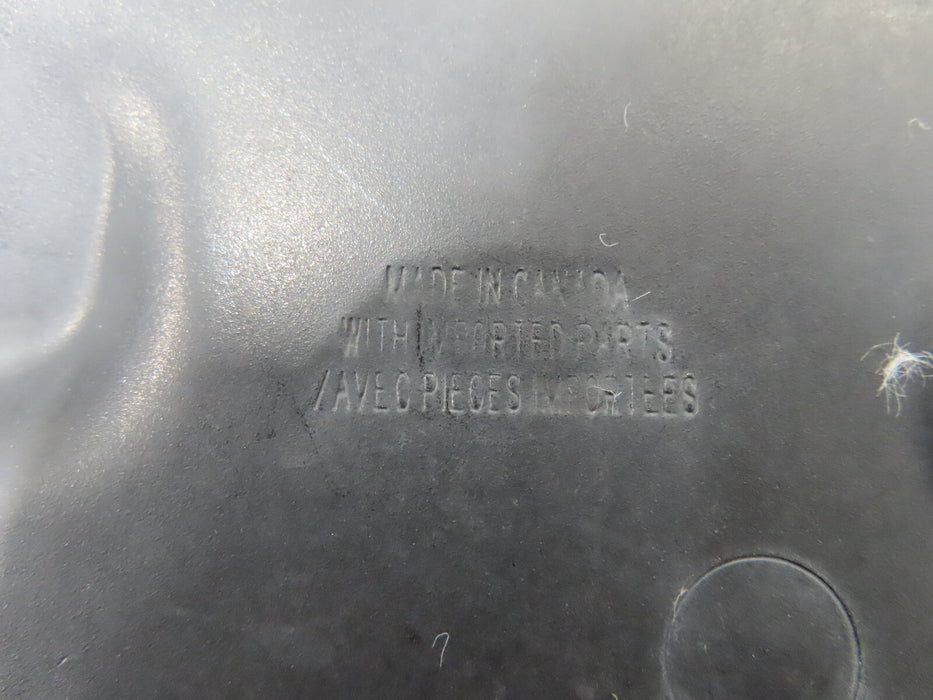 MADE IN CANADA
WITH IMPORTED PARTS
/AVEC PIECES IMPORTEES